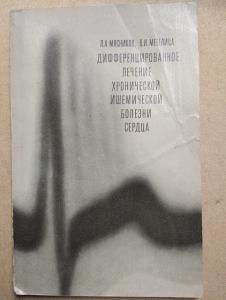 Л.А МЯСНИКОВ, В.И МЕТЕЛИЦА
ДИФФЕРЕНЦИРОВАННОЕ
ЛЕЧЕНИЕ
ХРОНИЧЕСКОЙ
ИШЕМИЧЕСКОЙ
БОЛЕЗНИ
СЕРДЦА